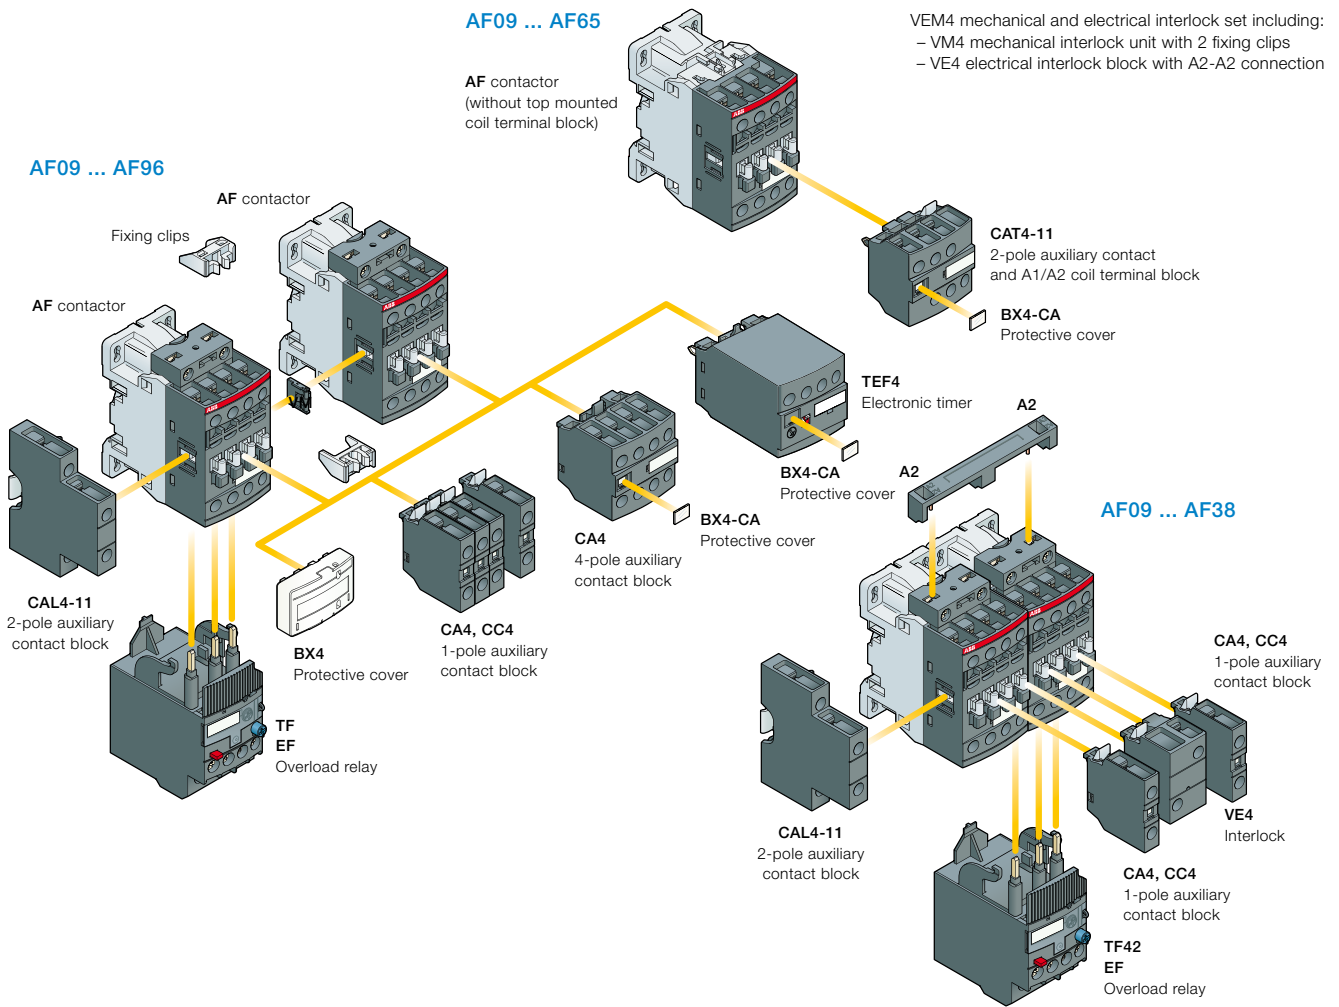 AF09 ... AF65
AF contactor
(without top mounted
coil terminal block)
VEM4 mechanical and electrical interlock set including:
– VM4 mechanical interlock unit with 2 fixing clips
– VE4 electrical interlock block with A2-A2 connection
ABB
CAT4-11
2-pole auxiliary contact
and A1/A2 coil terminal block
BX4-CA
Protective cover
AF09 ... AF96
AF contactor
Fixing clips
AF contactor
ABB
ABB
VM
CAL4-11
2-pole auxiliary
contact block
TF
EF
Overload relay
BX4
Protective cover
CA4, CC4
1-pole auxiliary
contact block
CA4
4-pole auxiliary
contact block
BX4-CA
Protective cover
TEF4
Electronic timer
BX4-CA
Protective cover
A2
A2
AF09 ... AF38
ABB
CAL4-11
2-pole auxiliary
contact block
CA4, CC4
1-pole auxiliary
contact block
VE4
Interlock
CA4, CC4
1-pole auxiliary
contact block
TF42
EF
Overload relay